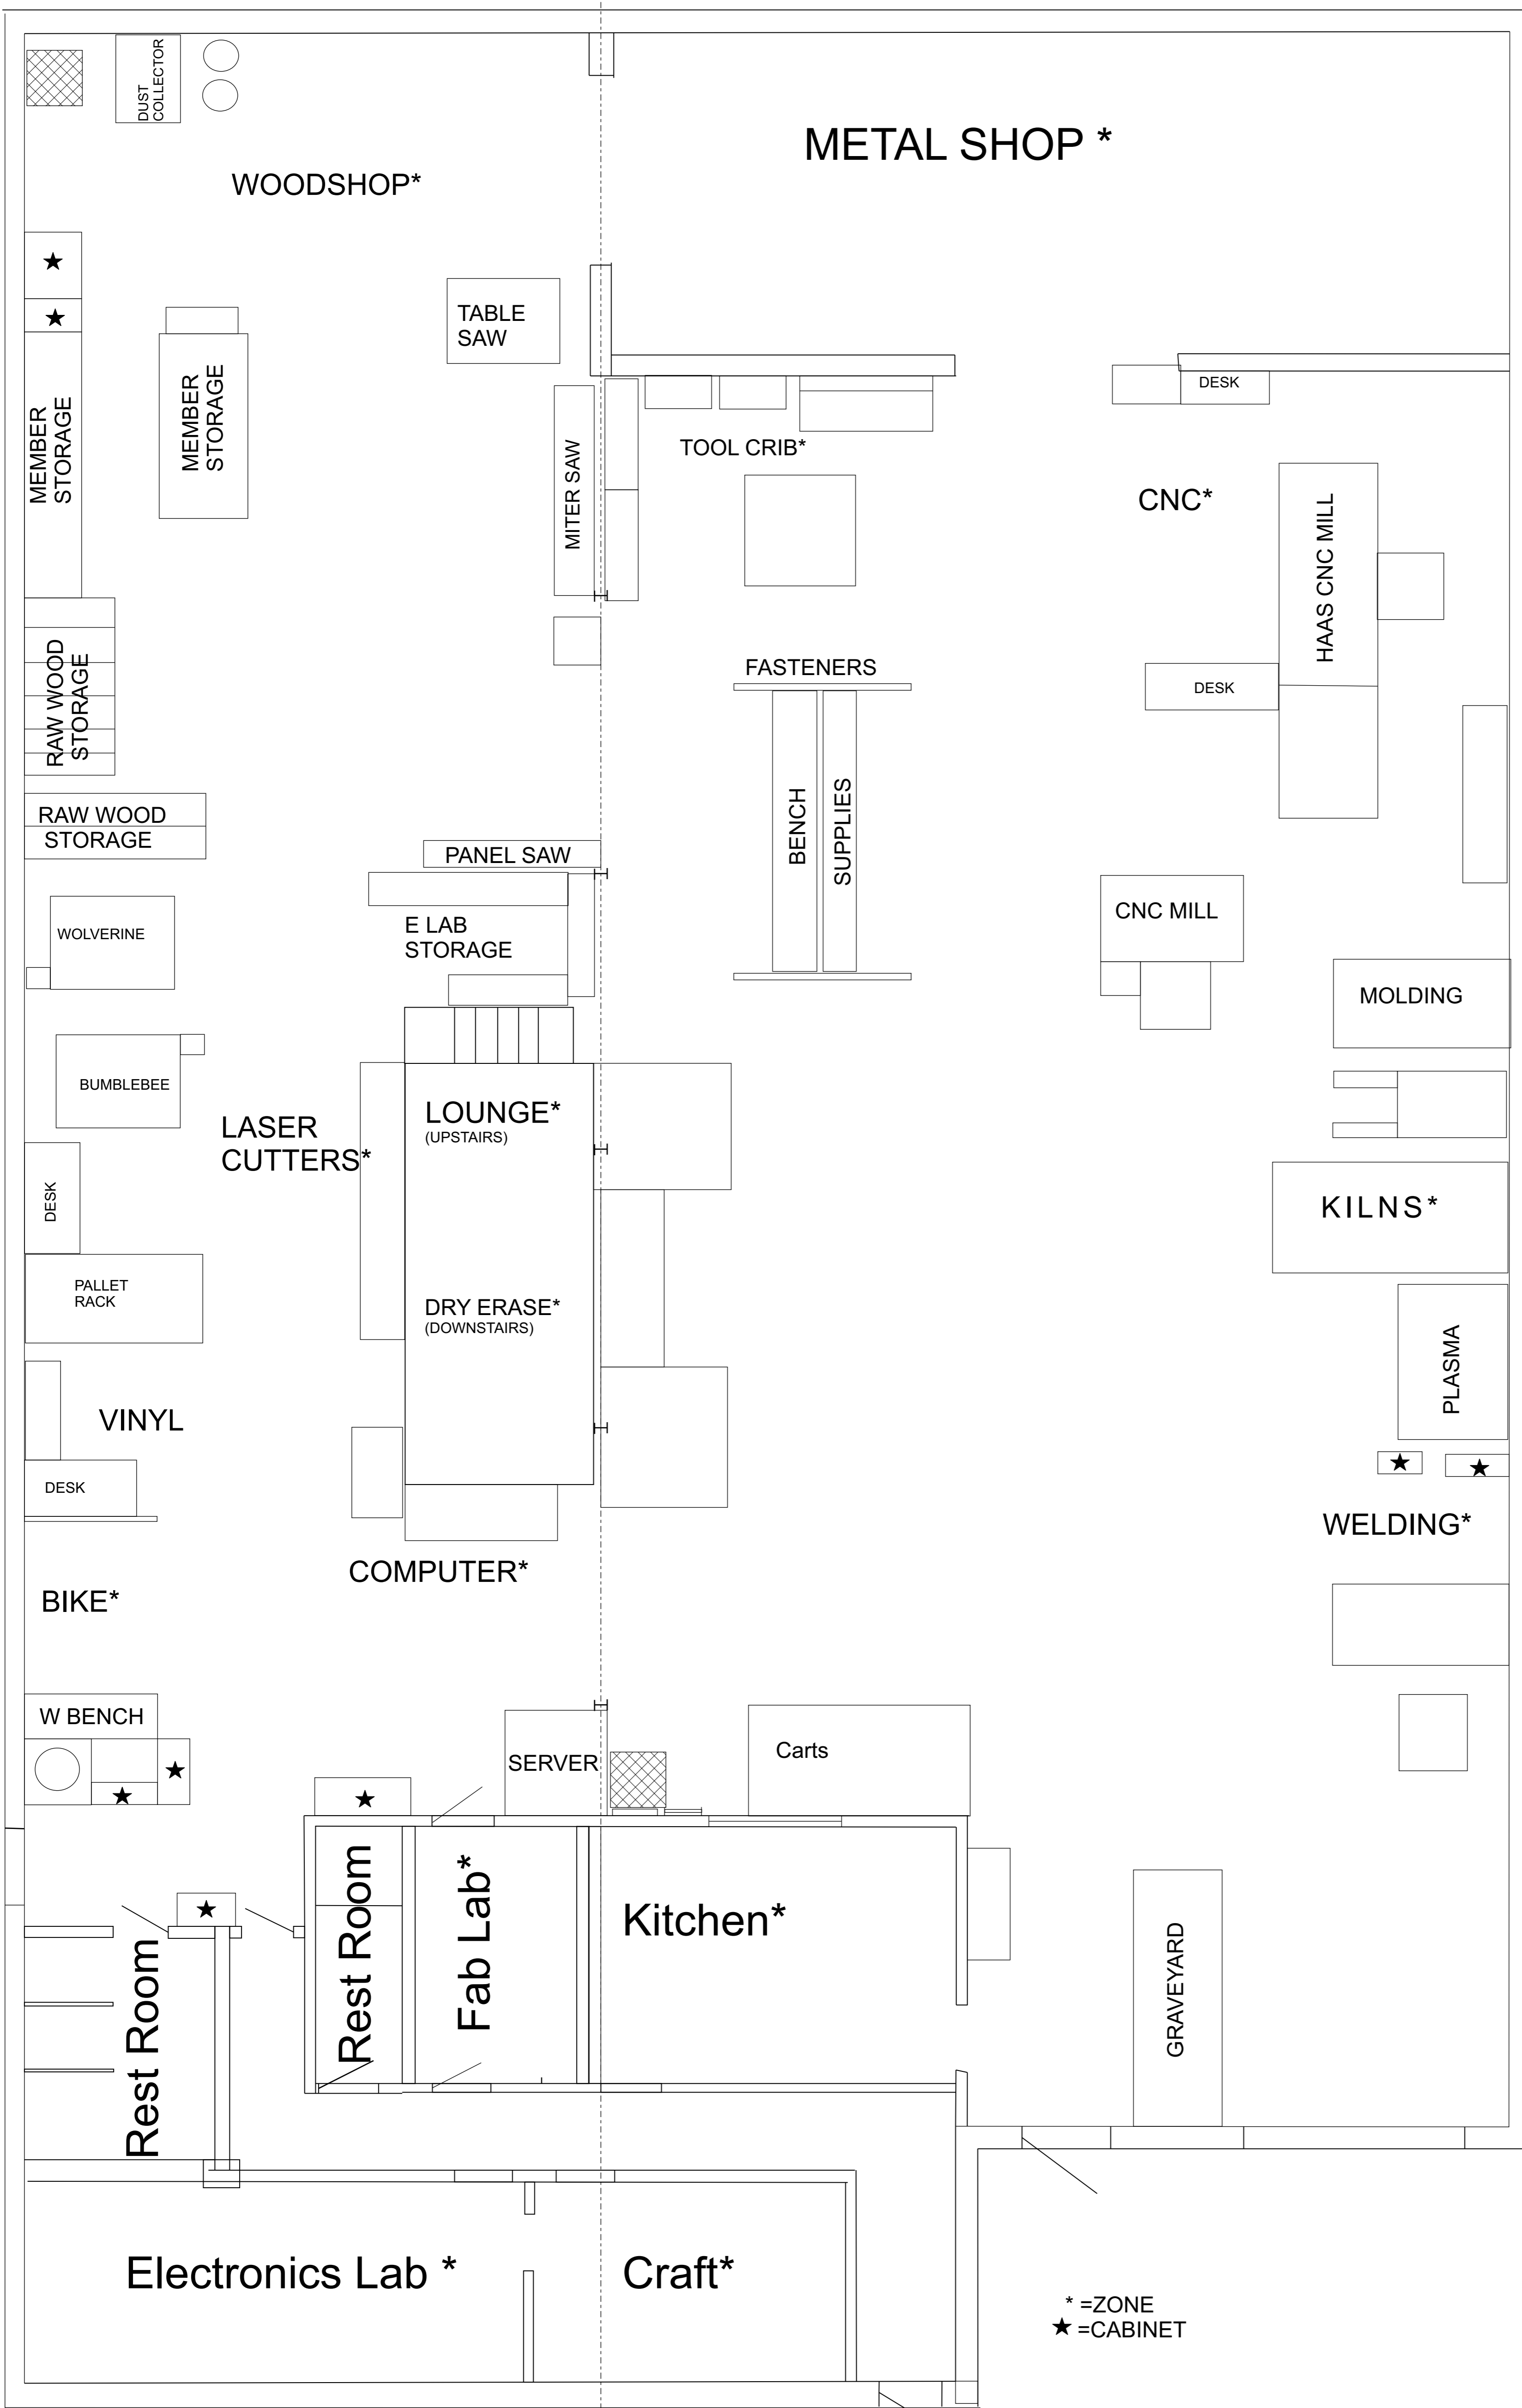 DUST
COLLECTOR
METAL SHOP *
WOODSHOP*
★
★
TABLE
SAW
MEMBER
STORAGE
MEMBER
STORAGE
DESK
MITER SAW
TOOL CRIB*
CNC*
HAAS CNC MILL
RAW WOOD
STORAGE
FASTENERS
DESK
BENCH
SUPPLIES
RAW WOOD
STORAGE
PANEL SAW
E LAB
STORAGE
CNC MILL
WOLVERINE
MOLDING
BUMBLEBEE
LASER
CUTTERS*
LOUNGE*
(UPSTAIRS)
DESK
KILNS*
PALLET
RACK
DRY ERASE*
(DOWNSTAIRS)
PLASMA
VINYL
DESK
★
★
WELDING*
COMPUTER*
BIKE*
W BENCH
★
★
SERVER
Carts
★
★
Rest Room
Rest Room
Fab Lab*
Kitchen*
GRAVEYARD
Electronics Lab *
Craft*
* =ZONE
★ =CABINET